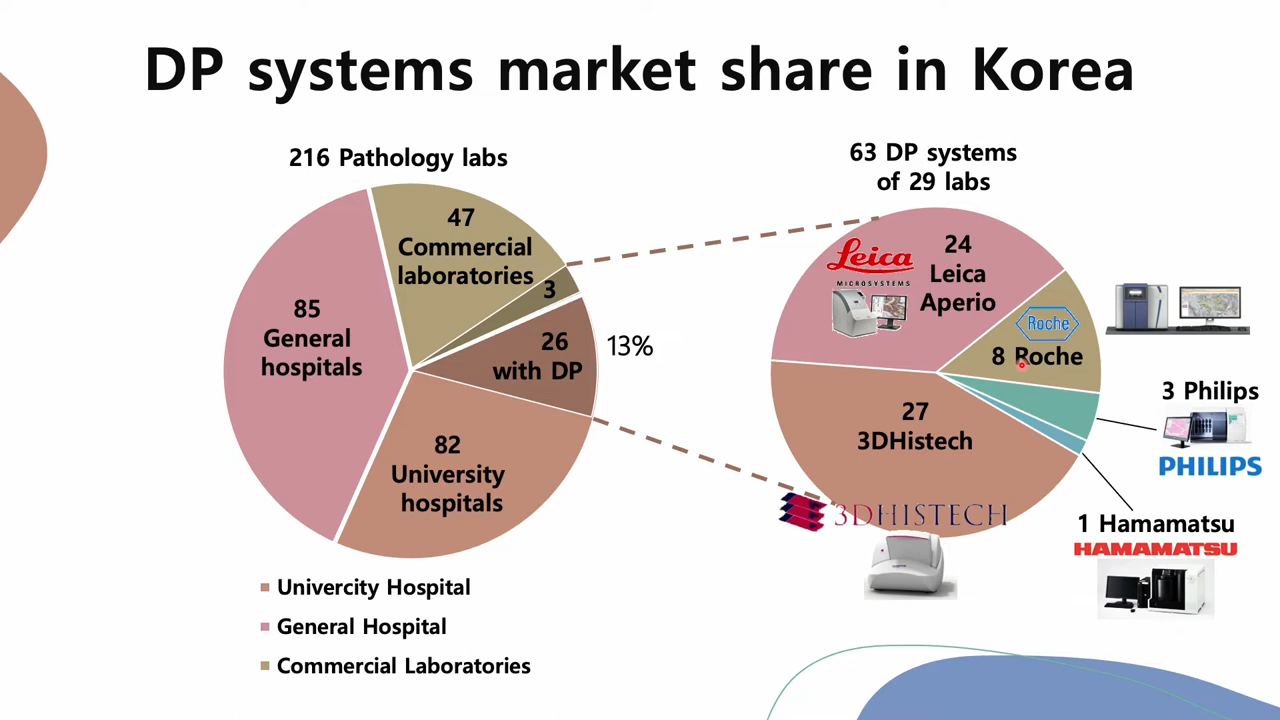 DP systems market share in Korea
216 Pathology labs
47
Commercial
laboratories
3
85
General
hospitals
26
with DP
13%
82
University
hospitals
Univercity Hospital
General Hospital
Commercial Laboratories
63 DP systems
of 29 labs
Leica
MICROSYSTEMS
24
Leica
Aperio
Roche
8 Roche
27
3DHistech
3DHISTECH
3 Philips
PHILIPS
1 Hamamatsu
HAMAMATSU